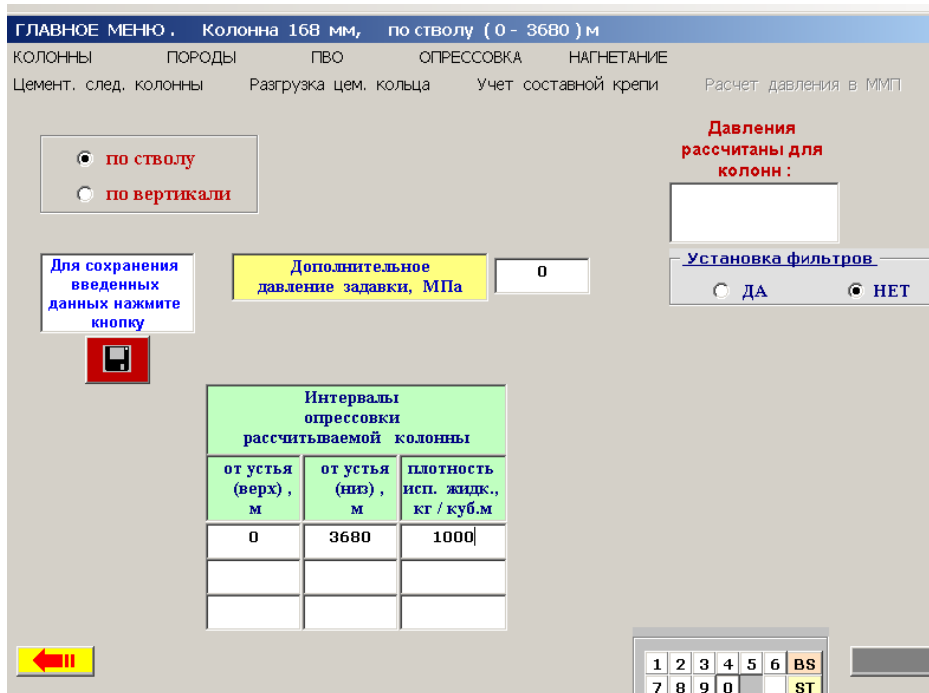 ГЛАВНОЕ МЕНЮ . Колонна 168 мм, по стволу ( 0 - 3680 ) м
КОЛОННЫ ПОРОДЫ ПВО ОПРЕССОВКА НАГНЕТАНИЕ
Цемент. след. колонны Разгрузка цем. кольца Учет составной крепи Расчет давления в ММП
по стволу
по вертикали
Давления
рассчитаны для
колонн :
Для сохранения
введенных
данных нажмите
кнопку
Дополнительное
давление задавки, МПа
0
Установка фильтров
ДА НЕТ
Интервалы
опрессовки
рассчитываемой колонны
от устья
(верх) ,
м
от устья
(низ) ,
м
плотность
исп. жидк.,
кг / куб.м
0 3680 1000
1 2 3 4 5 6 BS
7 8 9 0 ST